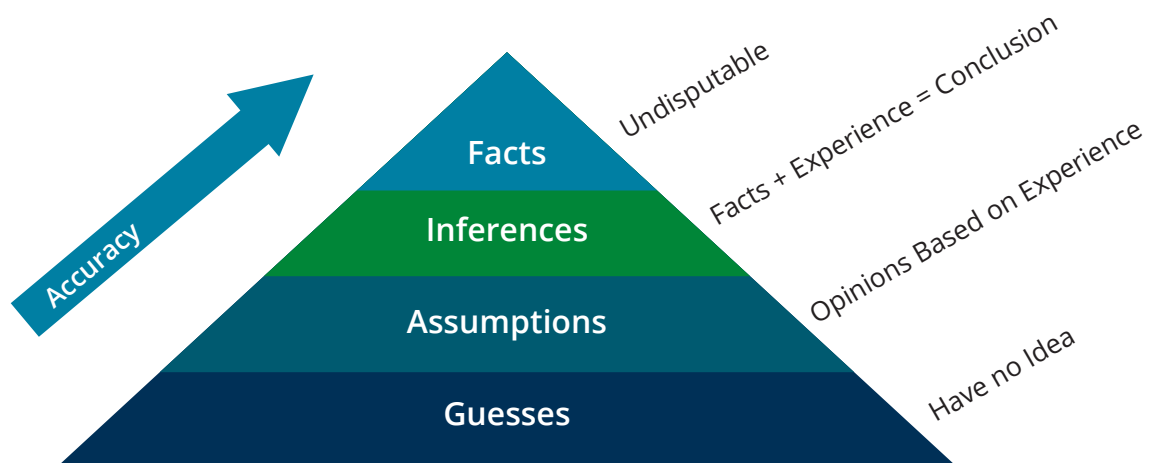 Accuracy
Facts
Undisputable
Inferences
Facts + Experience = Conclusion
Assumptions
Opinions Based on Experience
Guesses
Have no Idea